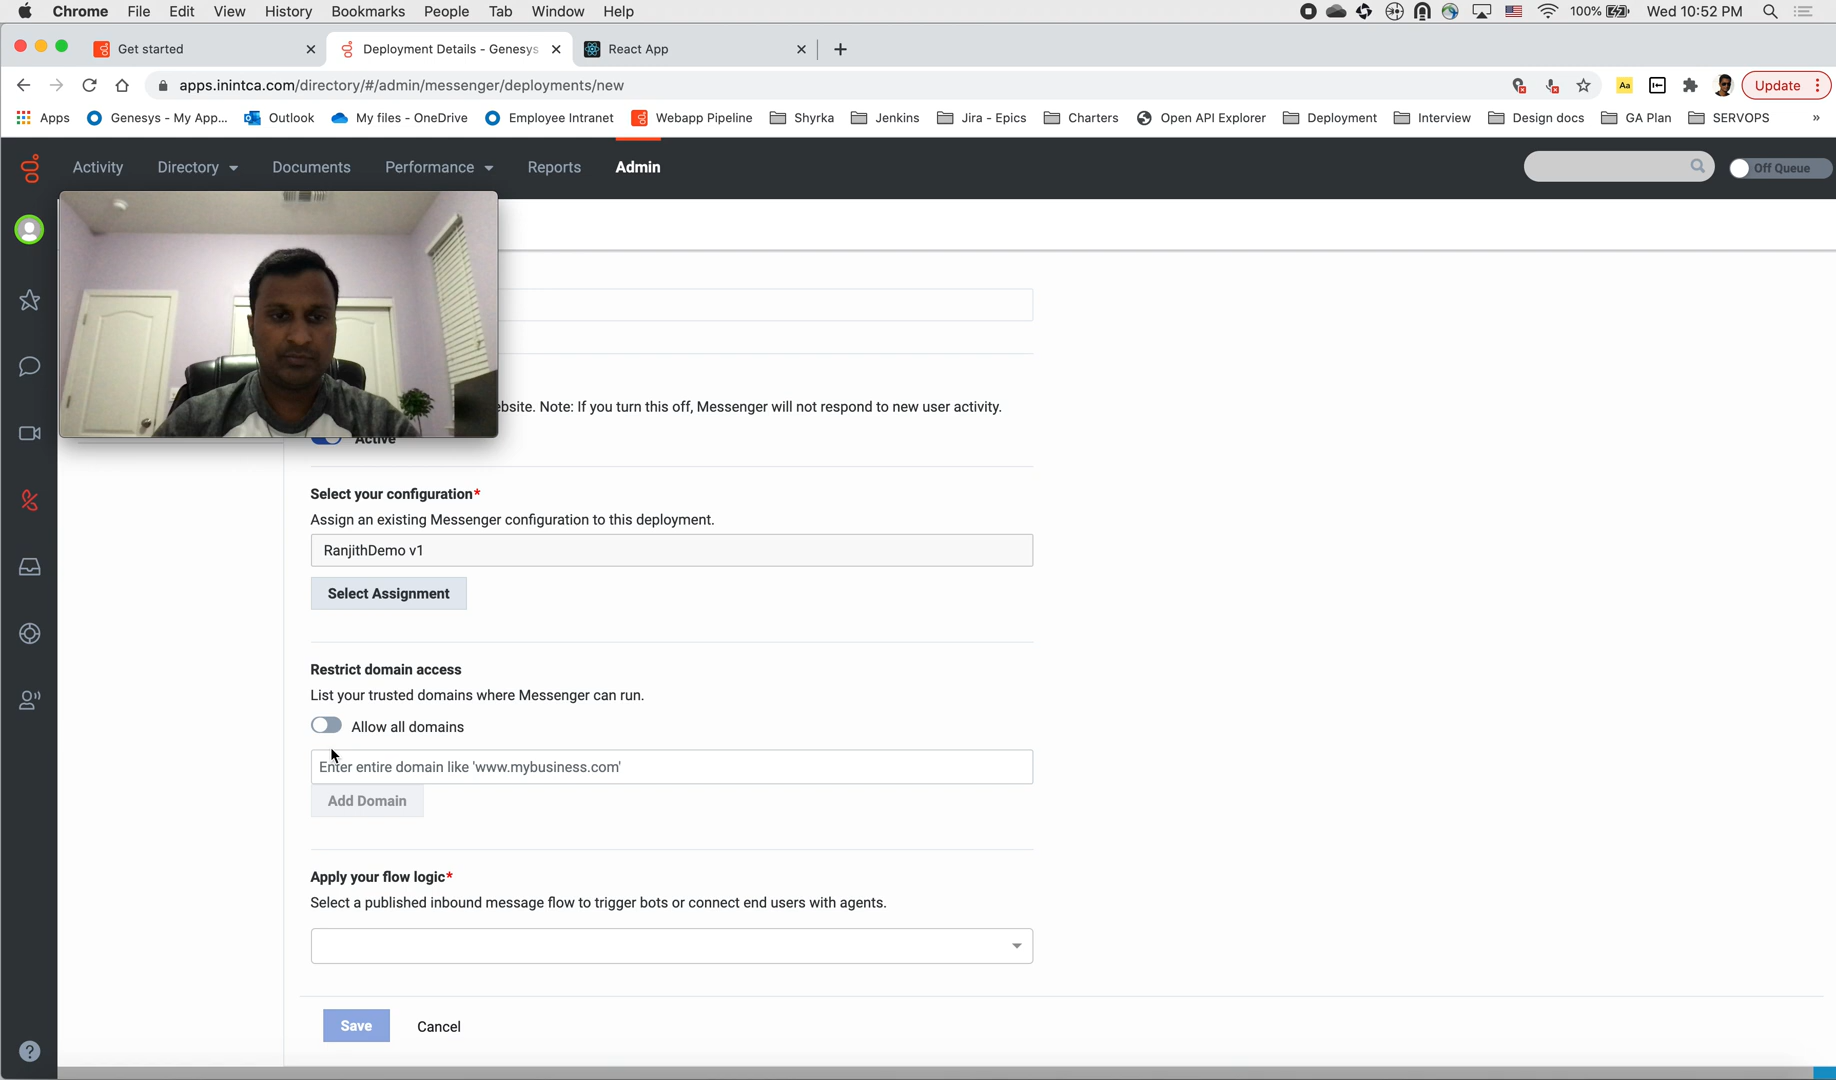 Chrome File Edit View History Bookmarks People Tab Window Help 100% Wed 10:52 PM
Get started Deployment Details - Genesys React App
apps.inintca.com/directory/#/admin/messenger/deployments/new Aa Update
Apps Genesys - My App... Outlook My files - OneDrive Employee Intranet Webapp Pipeline Shyrka Jenkins Jira - Epics Charters Open API Explorer Deployment Interview Design docs GA Plan SERVOPS »
Activity Directory Documents Performance Reports Admin Off Queue
ebsite. Note: If you turn this off, Messenger will not respond to new user activity.
Active
Select your configuration*
Assign an existing Messenger configuration to this deployment.
RanjithDemo v1
Select Assignment
Restrict domain access
List your trusted domains where Messenger can run.
Allow all domains
Enter entire domain like 'www.mybusiness.com'
Add Domain
Apply your flow logic*
Select a published inbound message flow to trigger bots or connect end users with agents.
Save Cancel